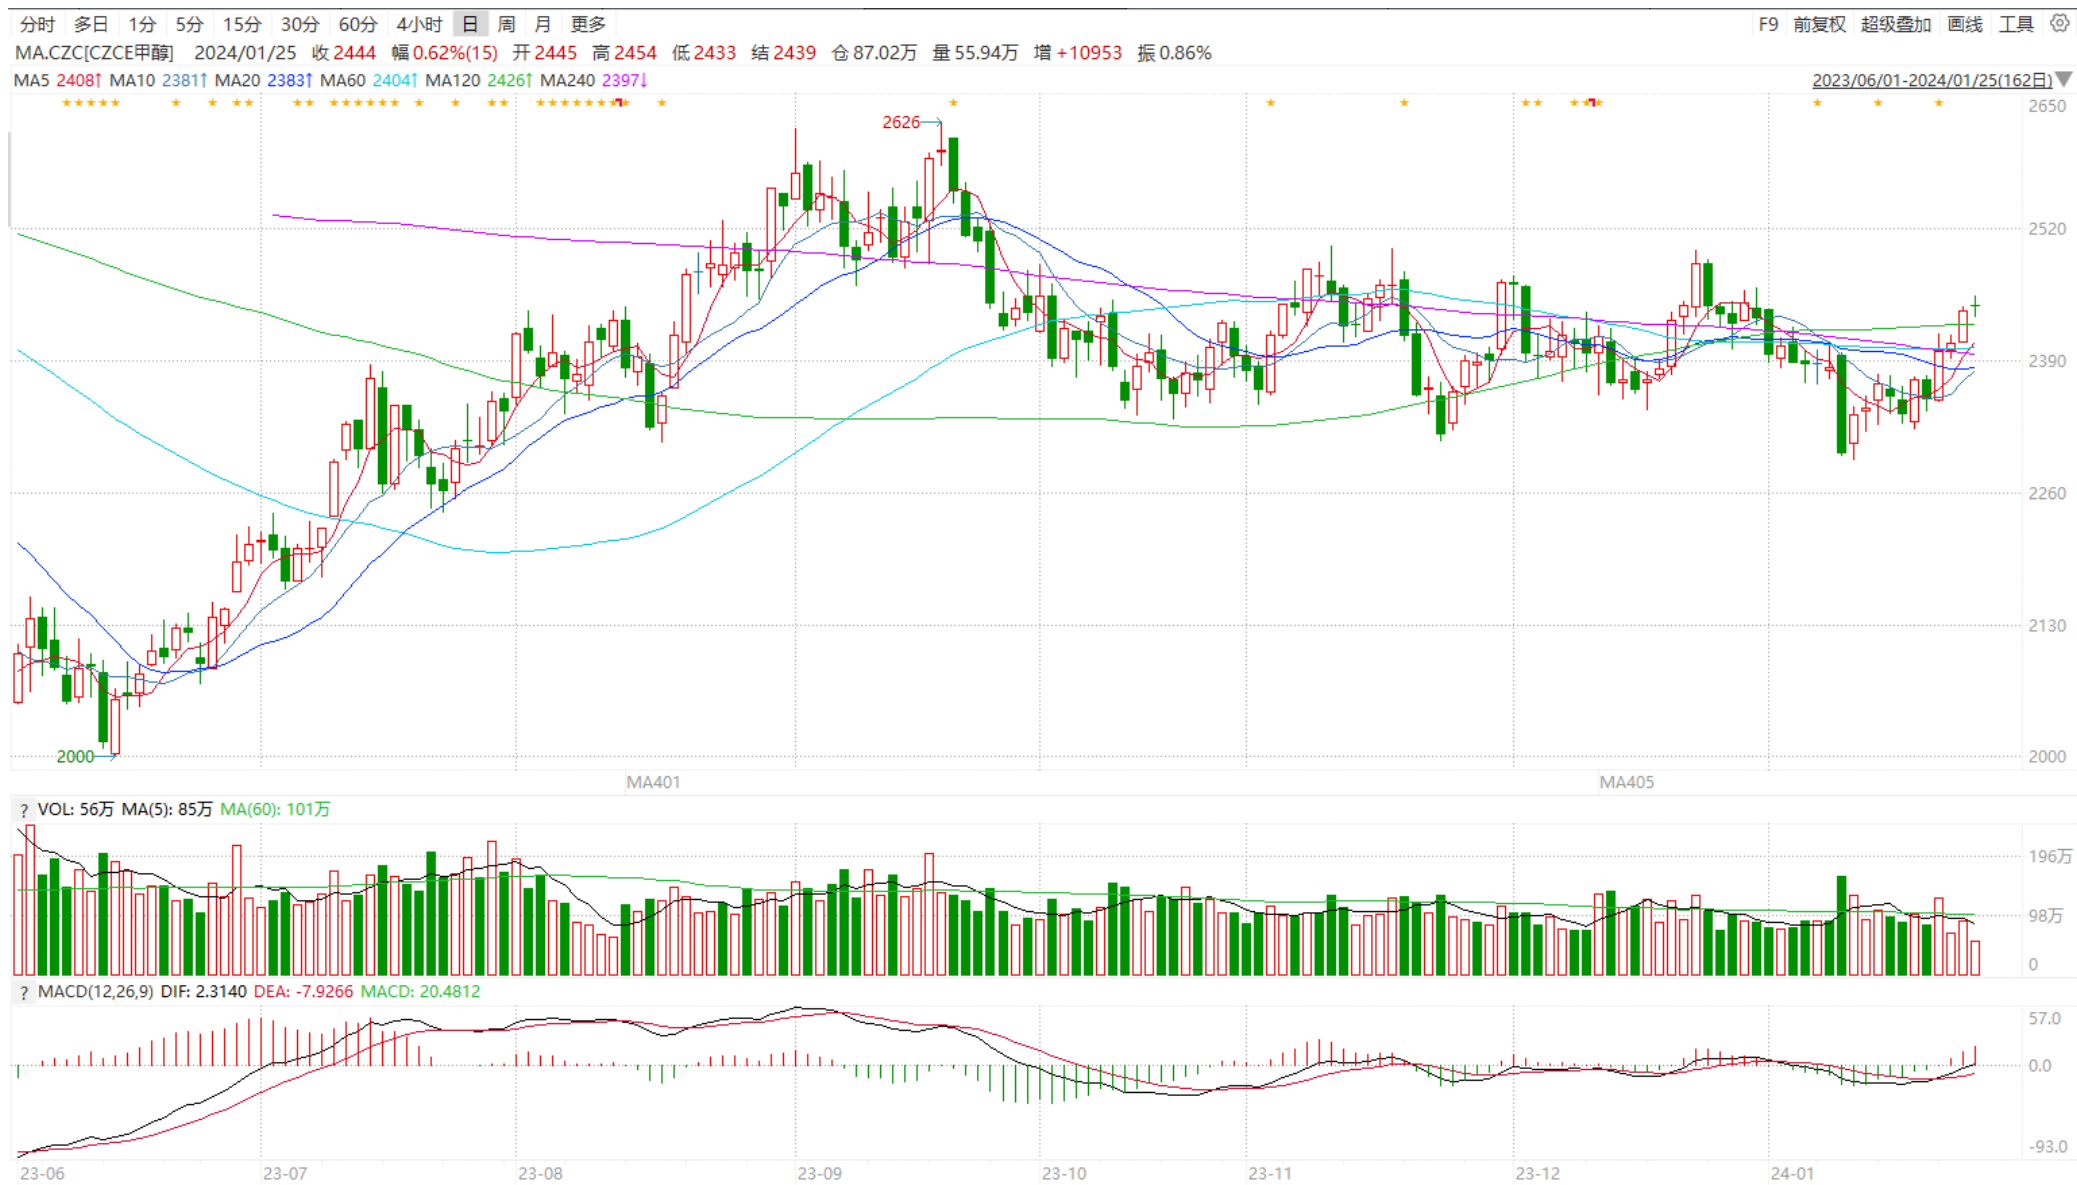 分时 多日 1分 5分 15分 30分 60分 4小时 日 周 月 更多 F9 前复权 超级叠加 画线 工具
MA.CZC[CZCE甲醇] 2024/01/25 收 2444 幅 0.62%(15) 开 2445 高 2454 低 2433 结 2439 仓 87.02万 量 55.94万 增 +10953 振 0.86%
MA5 2408↑ MA10 2381↑ MA20 2383↑ MA60 2404↑ MA120 2426↑ MA240 2397↓ 2023/06/01-2024/01/25(162日)
2650
2626
2520
2390
2260
2130
2000
2000
MA401 MA405
? VOL: 56万 MA(5): 85万 MA(60): 101万
196万
98万
0
? MACD(12,26,9) DIF: 2.3140 DEA: -7.9266 MACD: 20.4812
57.0
0.0
-93.0
23-06 23-07 23-08 23-09 23-10 23-11 23-12 24-01